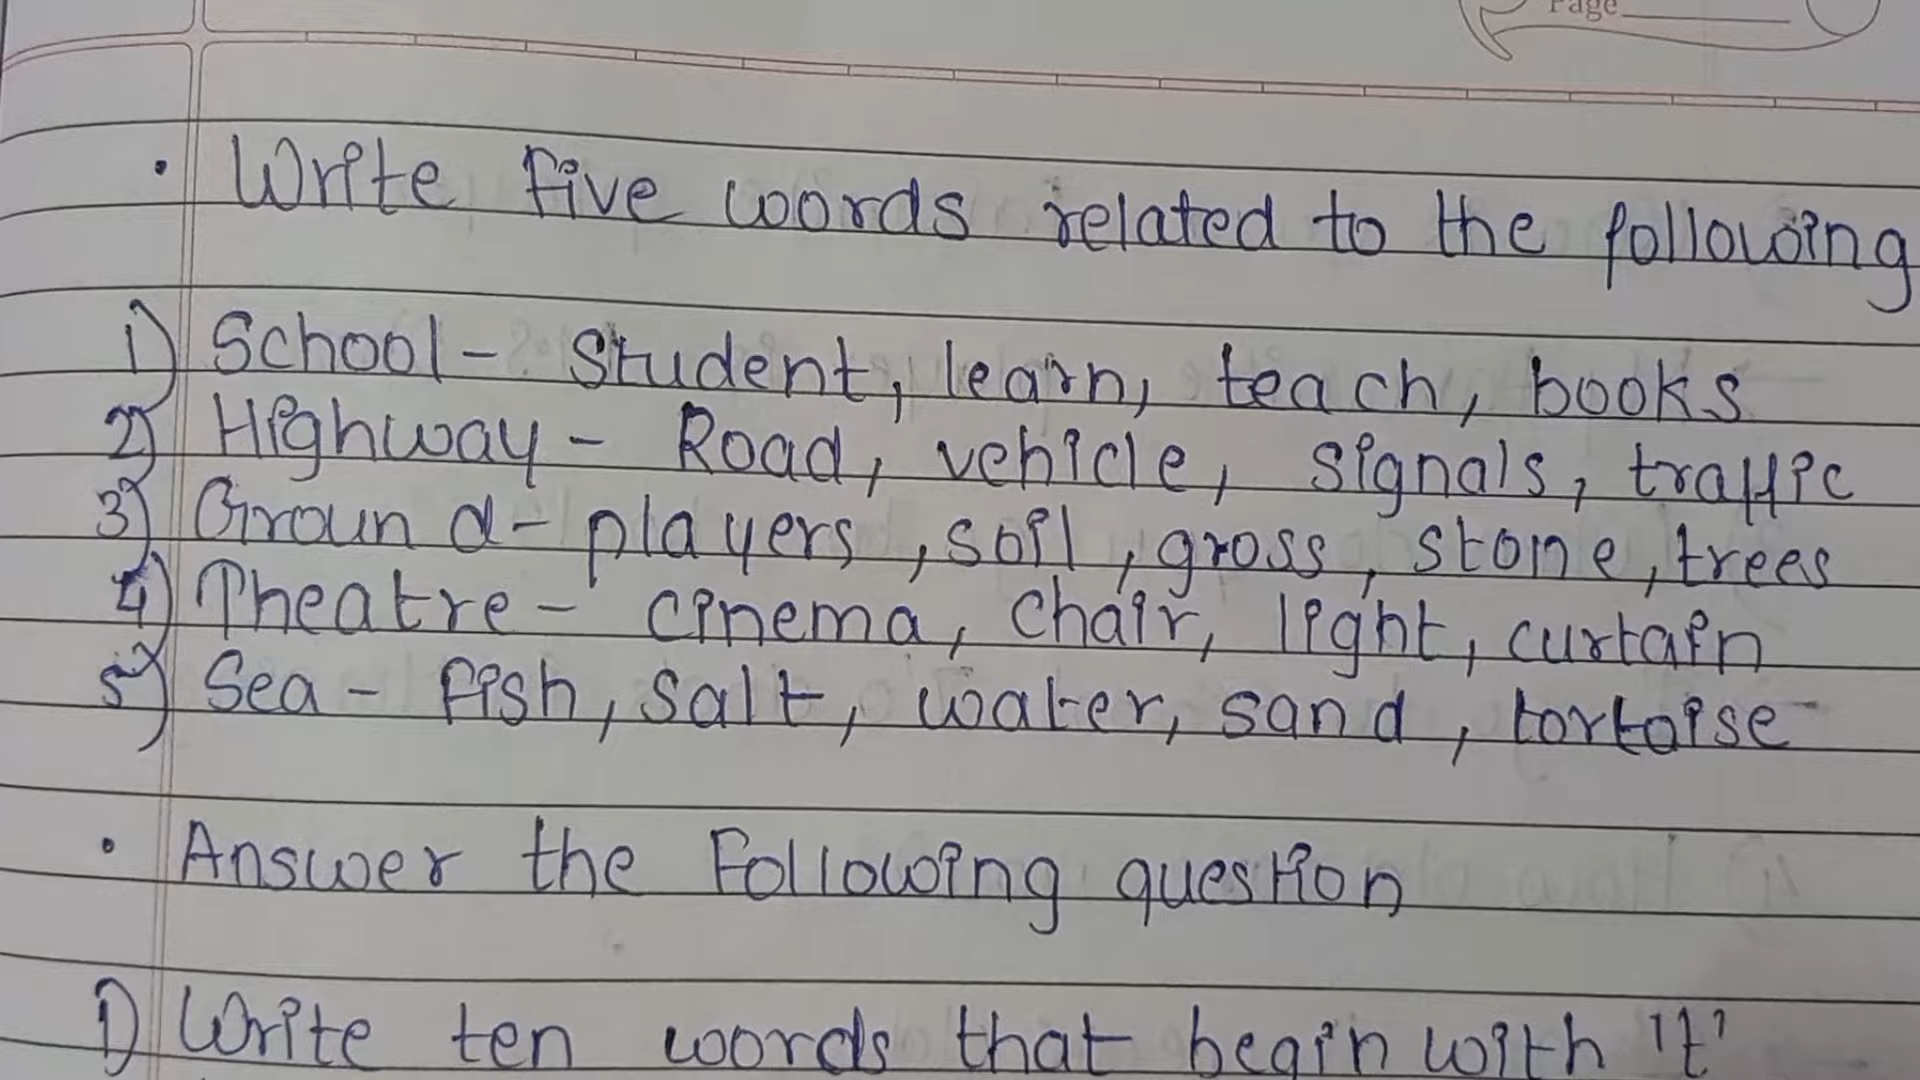 Page
• Write five words related to the following
1) School - Student, learn, teach, books
2) Highway - Road, vehicle, signals, traffic
3) Ground - players, soil, gross, stone, trees
4) Theatre - cinema, chair, light, curtain
5) Sea - Fish, salt, water, sand, tortoise
• Answer the Following question
1) Write ten words that begin with 't'